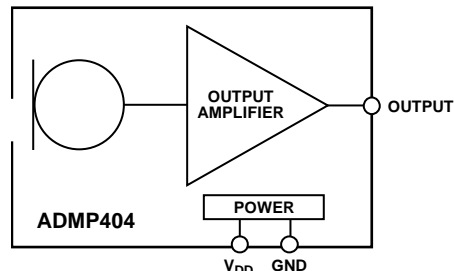 OUTPUT
AMPLIFIER
OUTPUT
POWER
ADMP404
VDD GND